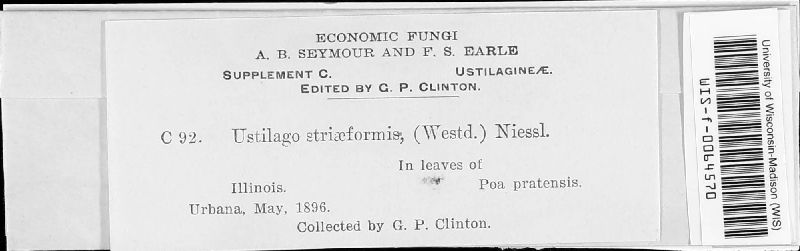 ECONOMIC FUNGI
A. B. SEYMOUR AND F. S. EARLE
SUPPLEMENT C. USTILAGINEÆ.
EDITED BY G. P. CLINTON.
C 92. Ustilago striæformis, (Westd.) Niessl.
In leaves of
Illinois. Poa pratensis.
Urbana, May, 1896.
Collected by G. P. Clinton.
University of Wisconsin-Madison (WIS)
WIS-f-0064570